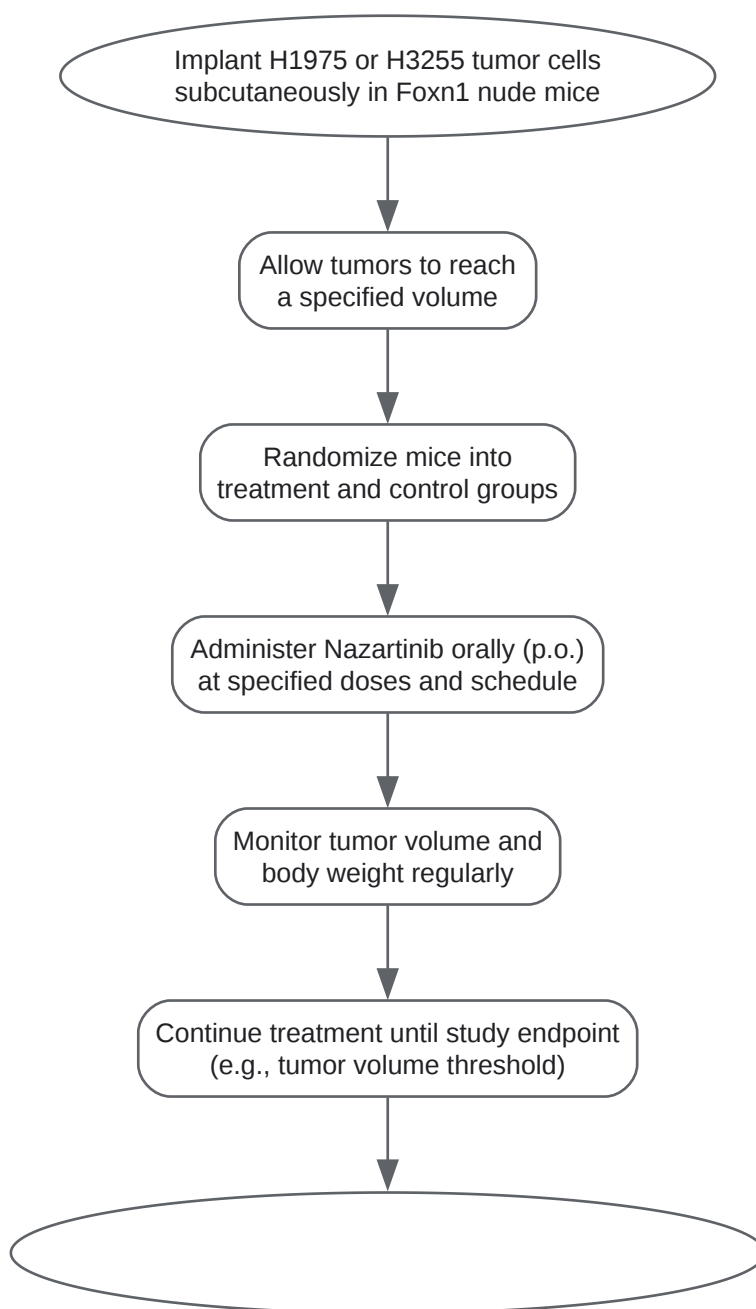 Implant H1975 or H3255 tumor cells
subcutaneously in Foxn1 nude mice
Allow tumors to reach
a specified volume
Randomize mice into
treatment and control groups
Administer Nazartinib orally (p.o.)
at specified doses and schedule
Monitor tumor volume and
body weight regularly
Continue treatment until study endpoint
(e.g., tumor volume threshold)